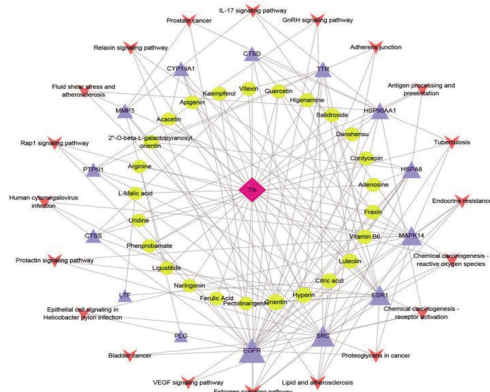 IL-17 signaling pathway
Prostate cancer
GnRH signaling pathway
Relaxin signaling pathway
CTSD
Adherens junction
CYP19A1
TTR
Fluid shear stress and
atherosclerosis
Kaempferol
Vitexin
Quercetin
Antigen processing and
presentation
Apigenin
Higenamine
MMP3
Acacetin
Salidroside
HSP90AA1
Rap1 signaling pathway
2"-O-beta-L-galactopyranosyl
orientin
Danshensu
Tuberculosis
PTPN1
Arginine
Cordycepin
HSPA8
Human cytomegalovirus
infection
L-Malic acid
TA
Adenosine
Endocrine resistance
Uridine
Fraxin
CTSS
Phenprobamate
Vitamin B6
MAPK14
Prolactin signaling pathway
Ligustilide
Luteolin
Chemical carcinogenesis -
reactive oxygen species
Naringenin
Citric acid
LTF
Ferulic Acid
Pectolinarigenin
Orientin
Hyperin
ESR1
Epithelial cell signaling in
Helicobacter pylori infection
Chemical carcinogenesis -
receptor activation
PLG
SRC
Bladder cancer
EGFR
Proteoglycans in cancer
VEGF signaling pathway
Lipid and atherosclerosis
Estrogen signaling pathway